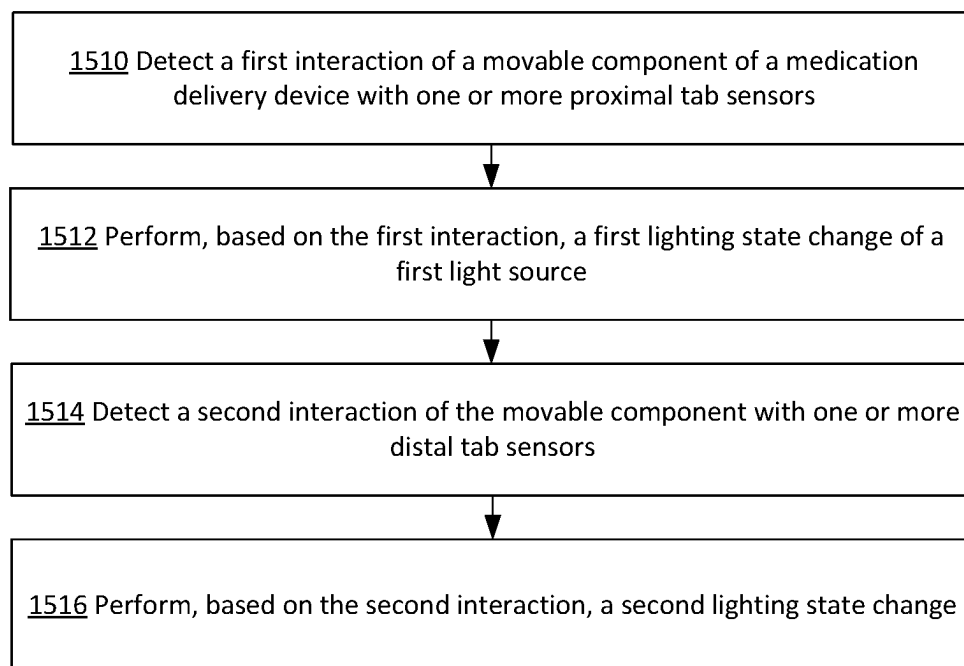 1510 Detect a first interaction of a movable component of a medication
delivery device with one or more proximal tab sensors
1512 Perform, based on the first interaction, a first lighting state change of a
first light source
1514 Detect a second interaction of the movable component with one or more
distal tab sensors
1516 Perform, based on the second interaction, a second lighting state change